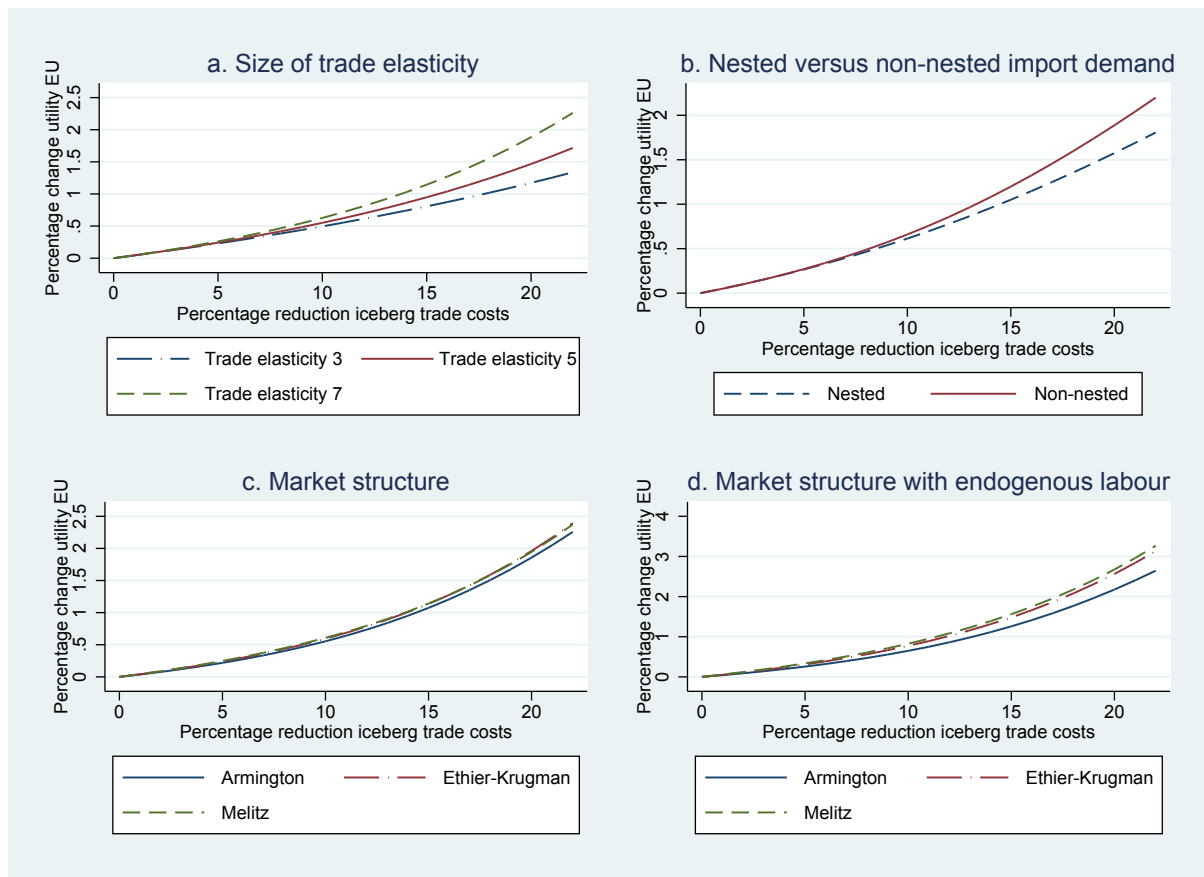 a. Size of trade elasticity
Percentage change utility EU
0 .5 1 1.5 2 2.5
0 5 10 15 20
Percentage reduction iceberg trade costs
Trade elasticity 3 Trade elasticity 5
Trade elasticity 7
b. Nested versus non-nested import demand
Percentage change utility EU
0 .5 1 1.5 2
0 5 10 15 20
Percentage reduction iceberg trade costs
Nested Non-nested
c. Market structure
Percentage change utility EU
0 .5 1 1.5 2 2.5
0 5 10 15 20
Percentage reduction iceberg trade costs
Armington Ethier-Krugman
Melitz
d. Market structure with endogenous labour
Percentage change utility EU
0 1 2 3 4
0 5 10 15 20
Percentage reduction iceberg trade costs
Armington Ethier-Krugman
Melitz